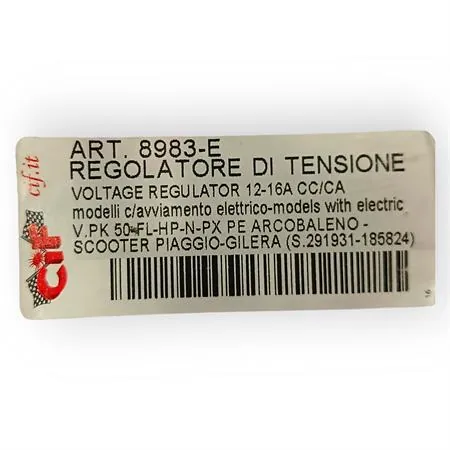 ART. 8983-E
REGOLATORE DI TENSIONE
VOLTAGE REGULATOR 12-16A CC/CA
modelli c/avviamento elettrico-models with electric
V.PK 50-FL-HP-N-PX PE ARCOBALENO -
SCOOTER PIAGGIO-GILERA (S.291931-185824)
cif.it
CIF
16